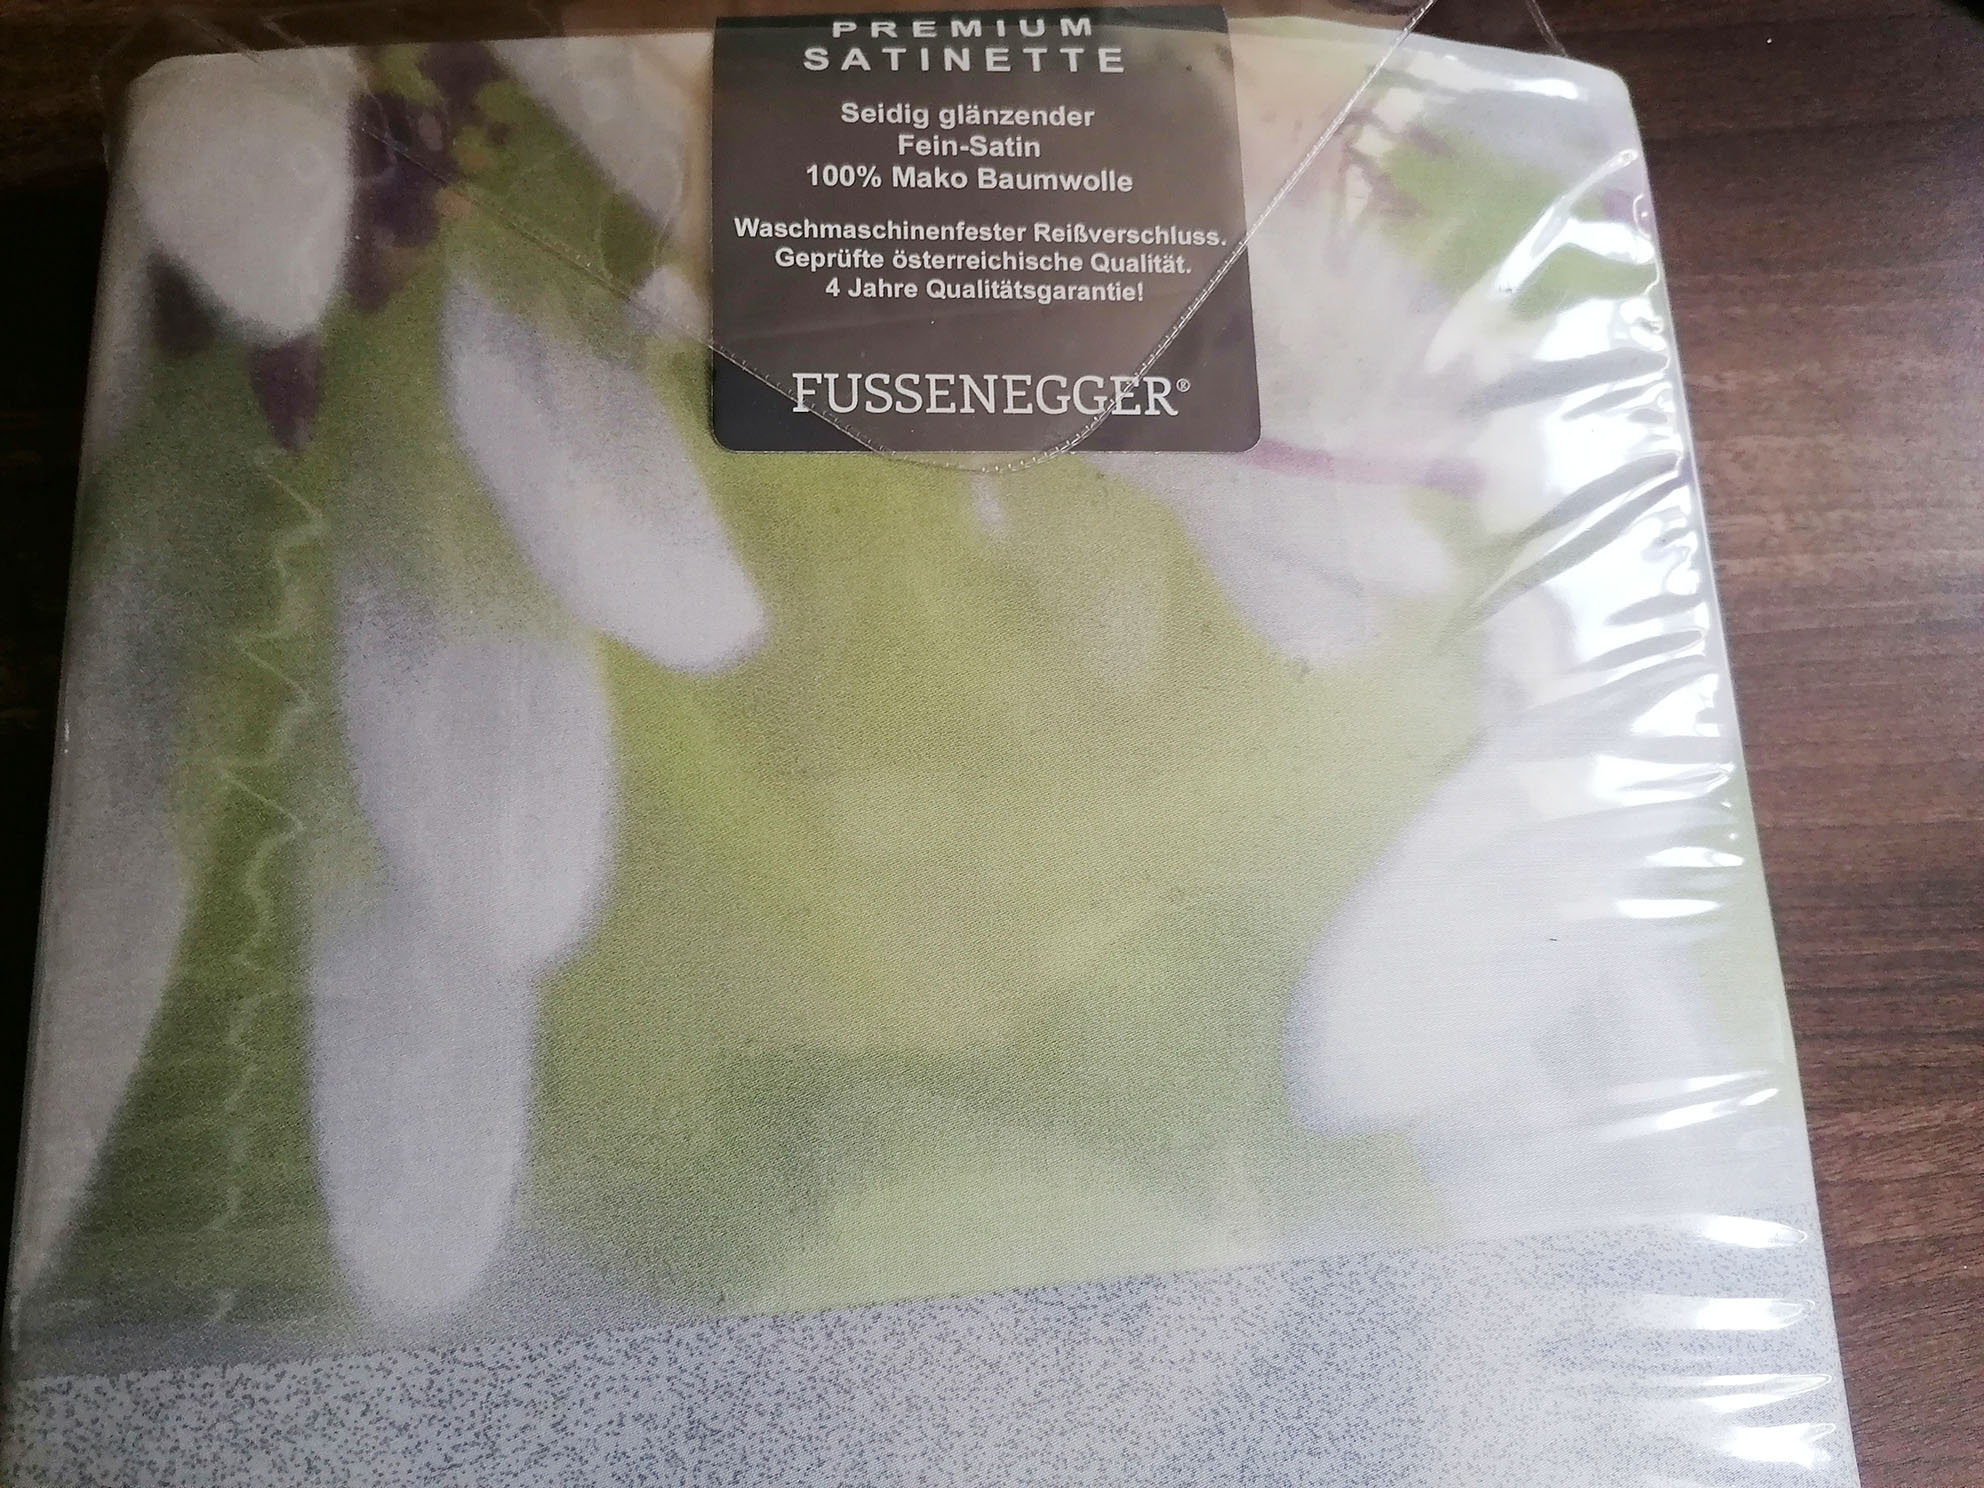 PREMIUM
SATINETTE
Seidig glänzender
Fein-Satin
100% Mako Baumwolle
Waschmaschinenfester Reißverschluss.
Geprüfte österreichische Qualität.
4 Jahre Qualitätsgarantie!
FUSSENEGGER®